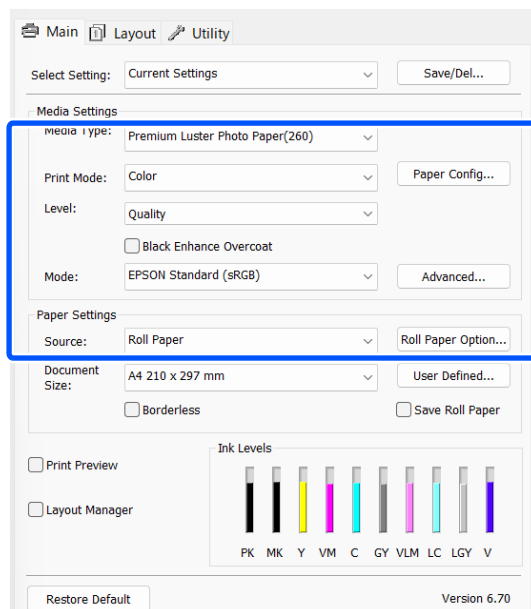 Main Layout Utility
Select Setting: Current Settings Save/Del...
Media Settings
Media Type: Premium Luster Photo Paper(260)
Print Mode: Color Paper Config...
Level: Quality
Black Enhance Overcoat
Mode: EPSON Standard (sRGB) Advanced...
Paper Settings
Source: Roll Paper Roll Paper Option...
Document
Size: A4 210 x 297 mm User Defined...
Borderless Save Roll Paper
Print Preview
Layout Manager
Ink Levels
PK MK Y VM C GY VLM LC LGY V
Restore Default Version 6.70